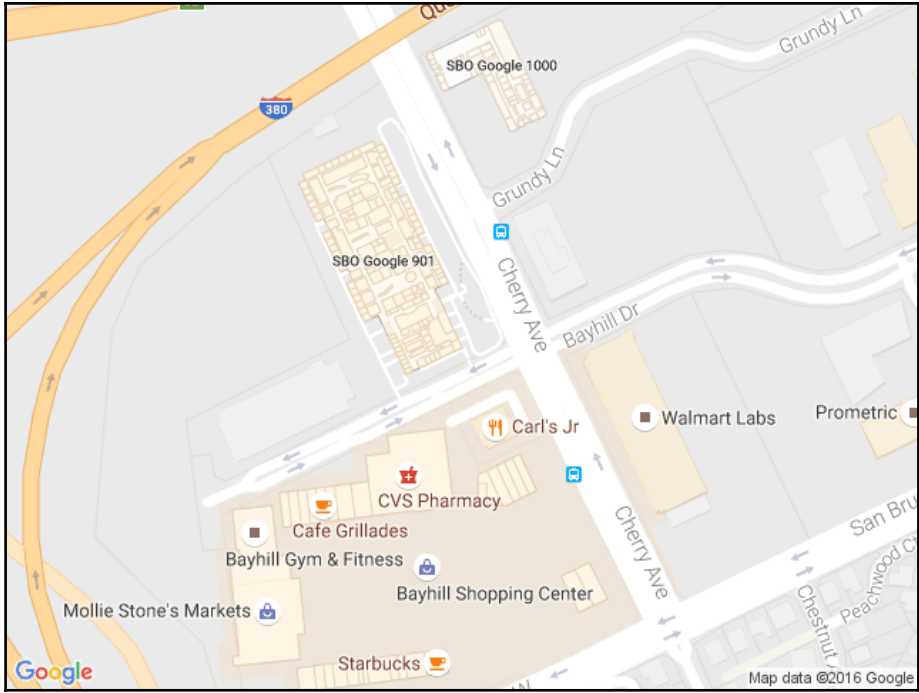 Grundy Ln
SBO Google 1000
380
Grundy Ln
SBO Google 901
Cherry Ave
Bayhill Dr
Carl's Jr
Walmart Labs
Prometric
CVS Pharmacy
Cafe Grillades
Bayhill Gym & Fitness
Bayhill Shopping Center
Cherry Ave
San
Peachwood
Chestnut
Mollie Stone's Markets
Starbucks
W
Google
Map data ©2016 Google